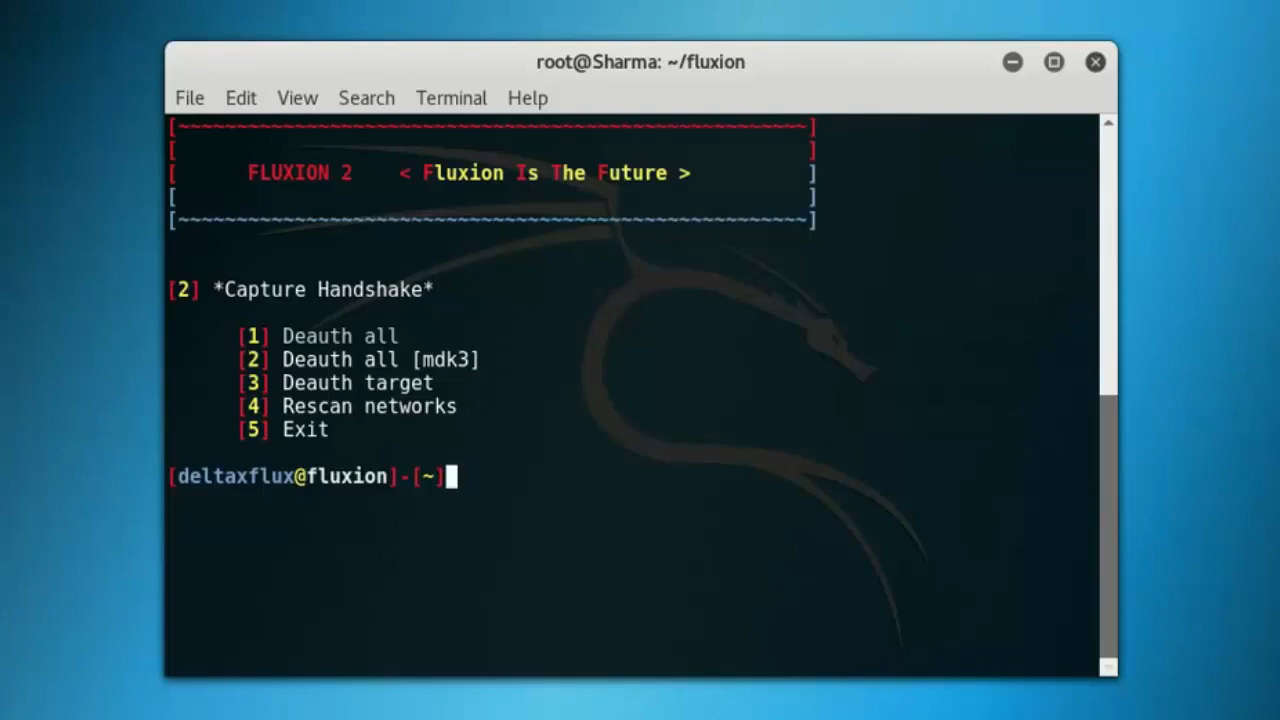 root@Sharma: ~/fluxion
File Edit View Search Terminal Help
[~~~~~~~~~~~~~~~~~~~~~~~~~~~~~~~~~~~~~~~~~~~~~~~~~~~~~~]
[ ]
[ FLUXION 2 < Fluxion Is The Future > ]
[ ]
[~~~~~~~~~~~~~~~~~~~~~~~~~~~~~~~~~~~~~~~~~~~~~~~~~~~~~~]
[2] *Capture Handshake*
[1] Deauth all
[2] Deauth all [mdk3]
[3] Deauth target
[4] Rescan networks
[5] Exit
[deltaxflux@fluxion]-[~]